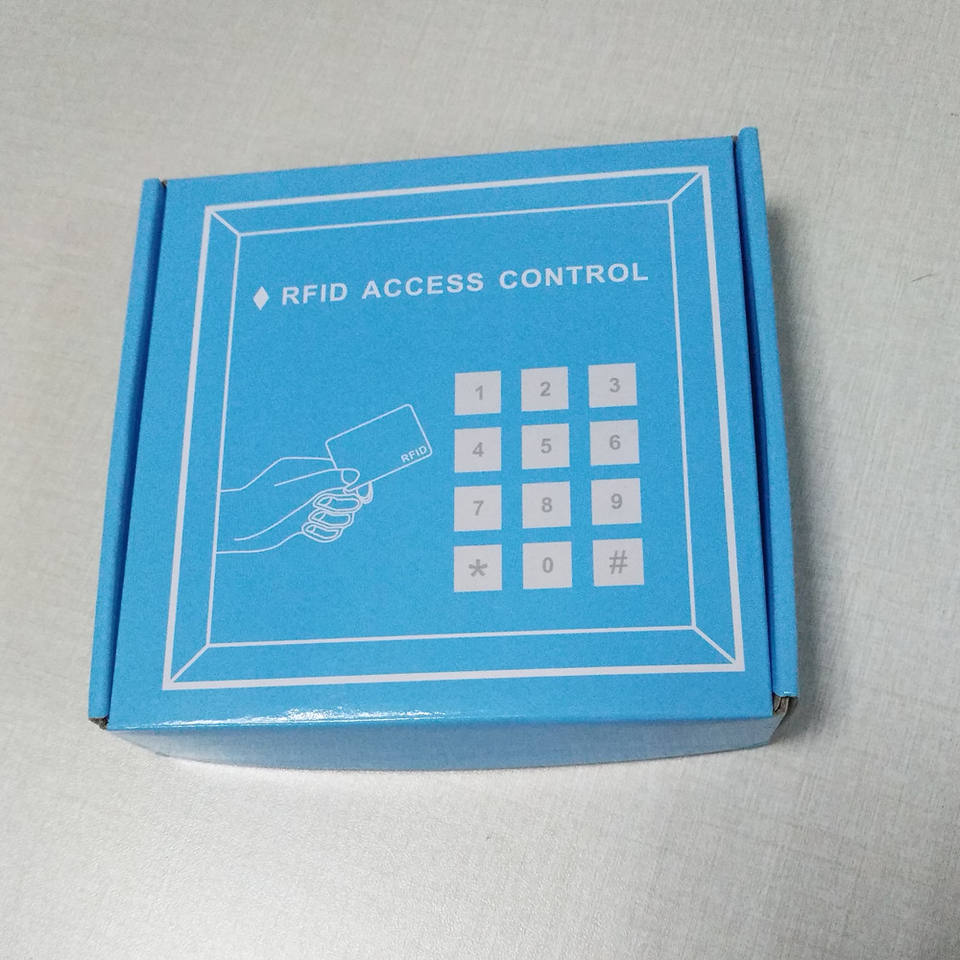 ♦ RFID ACCESS CONTROL
1 2 3
4 5 6
RFID
7 8 9
* 0 #